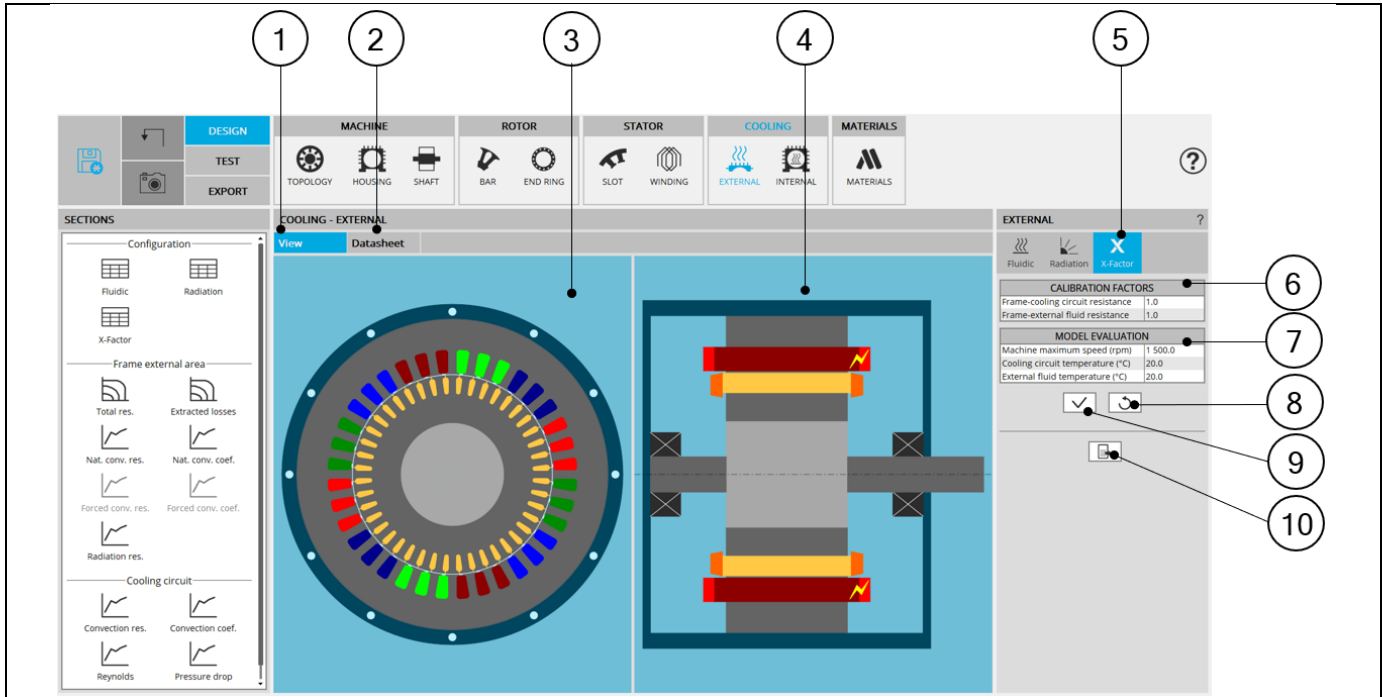 1
2
3
4
5
DESIGN
TEST
EXPORT
MACHINE
TOPOLOGY
HOUSING
SHAFT
ROTOR
BAR
END RING
STATOR
SLOT
WINDING
COOLING
EXTERNAL
INTERNAL
MATERIALS
MATERIALS
?
SECTIONS
Configuration
Fluidic
Radiation
X-Factor
Frame external area
Total res.
Extracted losses
Nat. conv. res.
Nat. conv. coef.
Forced conv. res.
Forced conv. coef.
Radiation res.
Cooling circuit
Convection res.
Convection coef.
Reynolds
Pressure drop
COOLING - EXTERNAL
View
Datasheet
EXTERNAL ?
Fluidic
Radiation
X
X-Factor
CALIBRATION FACTORS
Frame-cooling circuit resistance 1.0
Frame-external fluid resistance 1.0
MODEL EVALUATION
Machine maximum speed (rpm) 1 500.0
Cooling circuit temperature (°C) 20.0
External fluid temperature (°C) 20.0
6
7
8
9
10